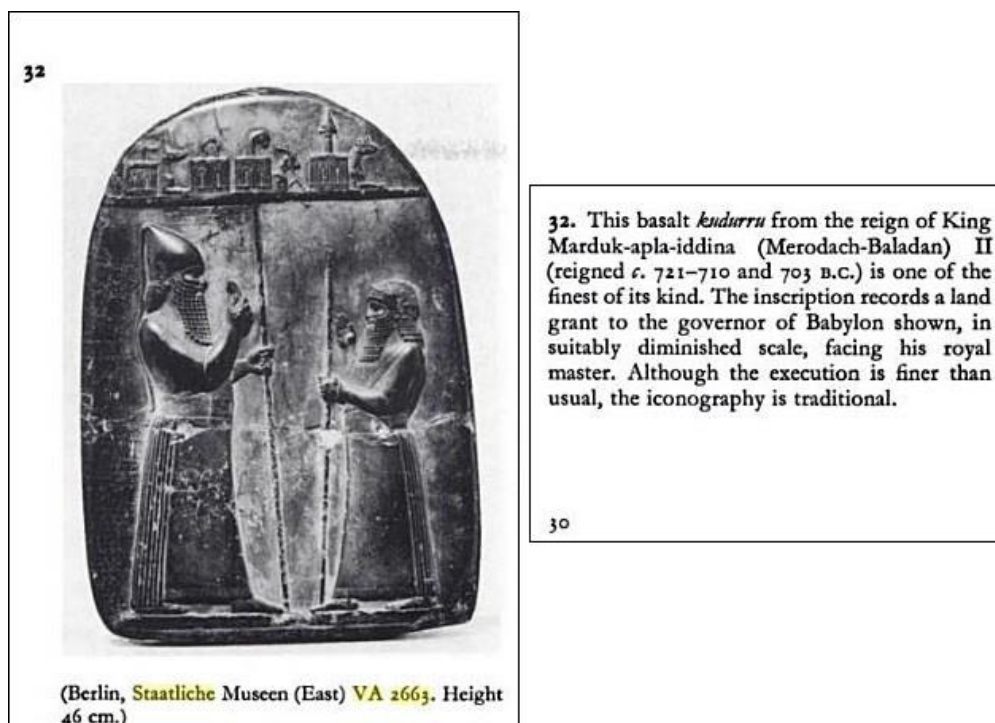 32
(Berlin, Staatliche Museen (East) VA 2663. Height
46 cm.)
32. This basalt kudurru from the reign of King
Marduk-apla-iddina (Merodach-Baladan) II
(reigned c. 721–710 and 703 B.C.) is one of the
finest of its kind. The inscription records a land
grant to the governor of Babylon shown, in
suitably diminished scale, facing his royal
master. Although the execution is finer than
usual, the iconography is traditional.
30